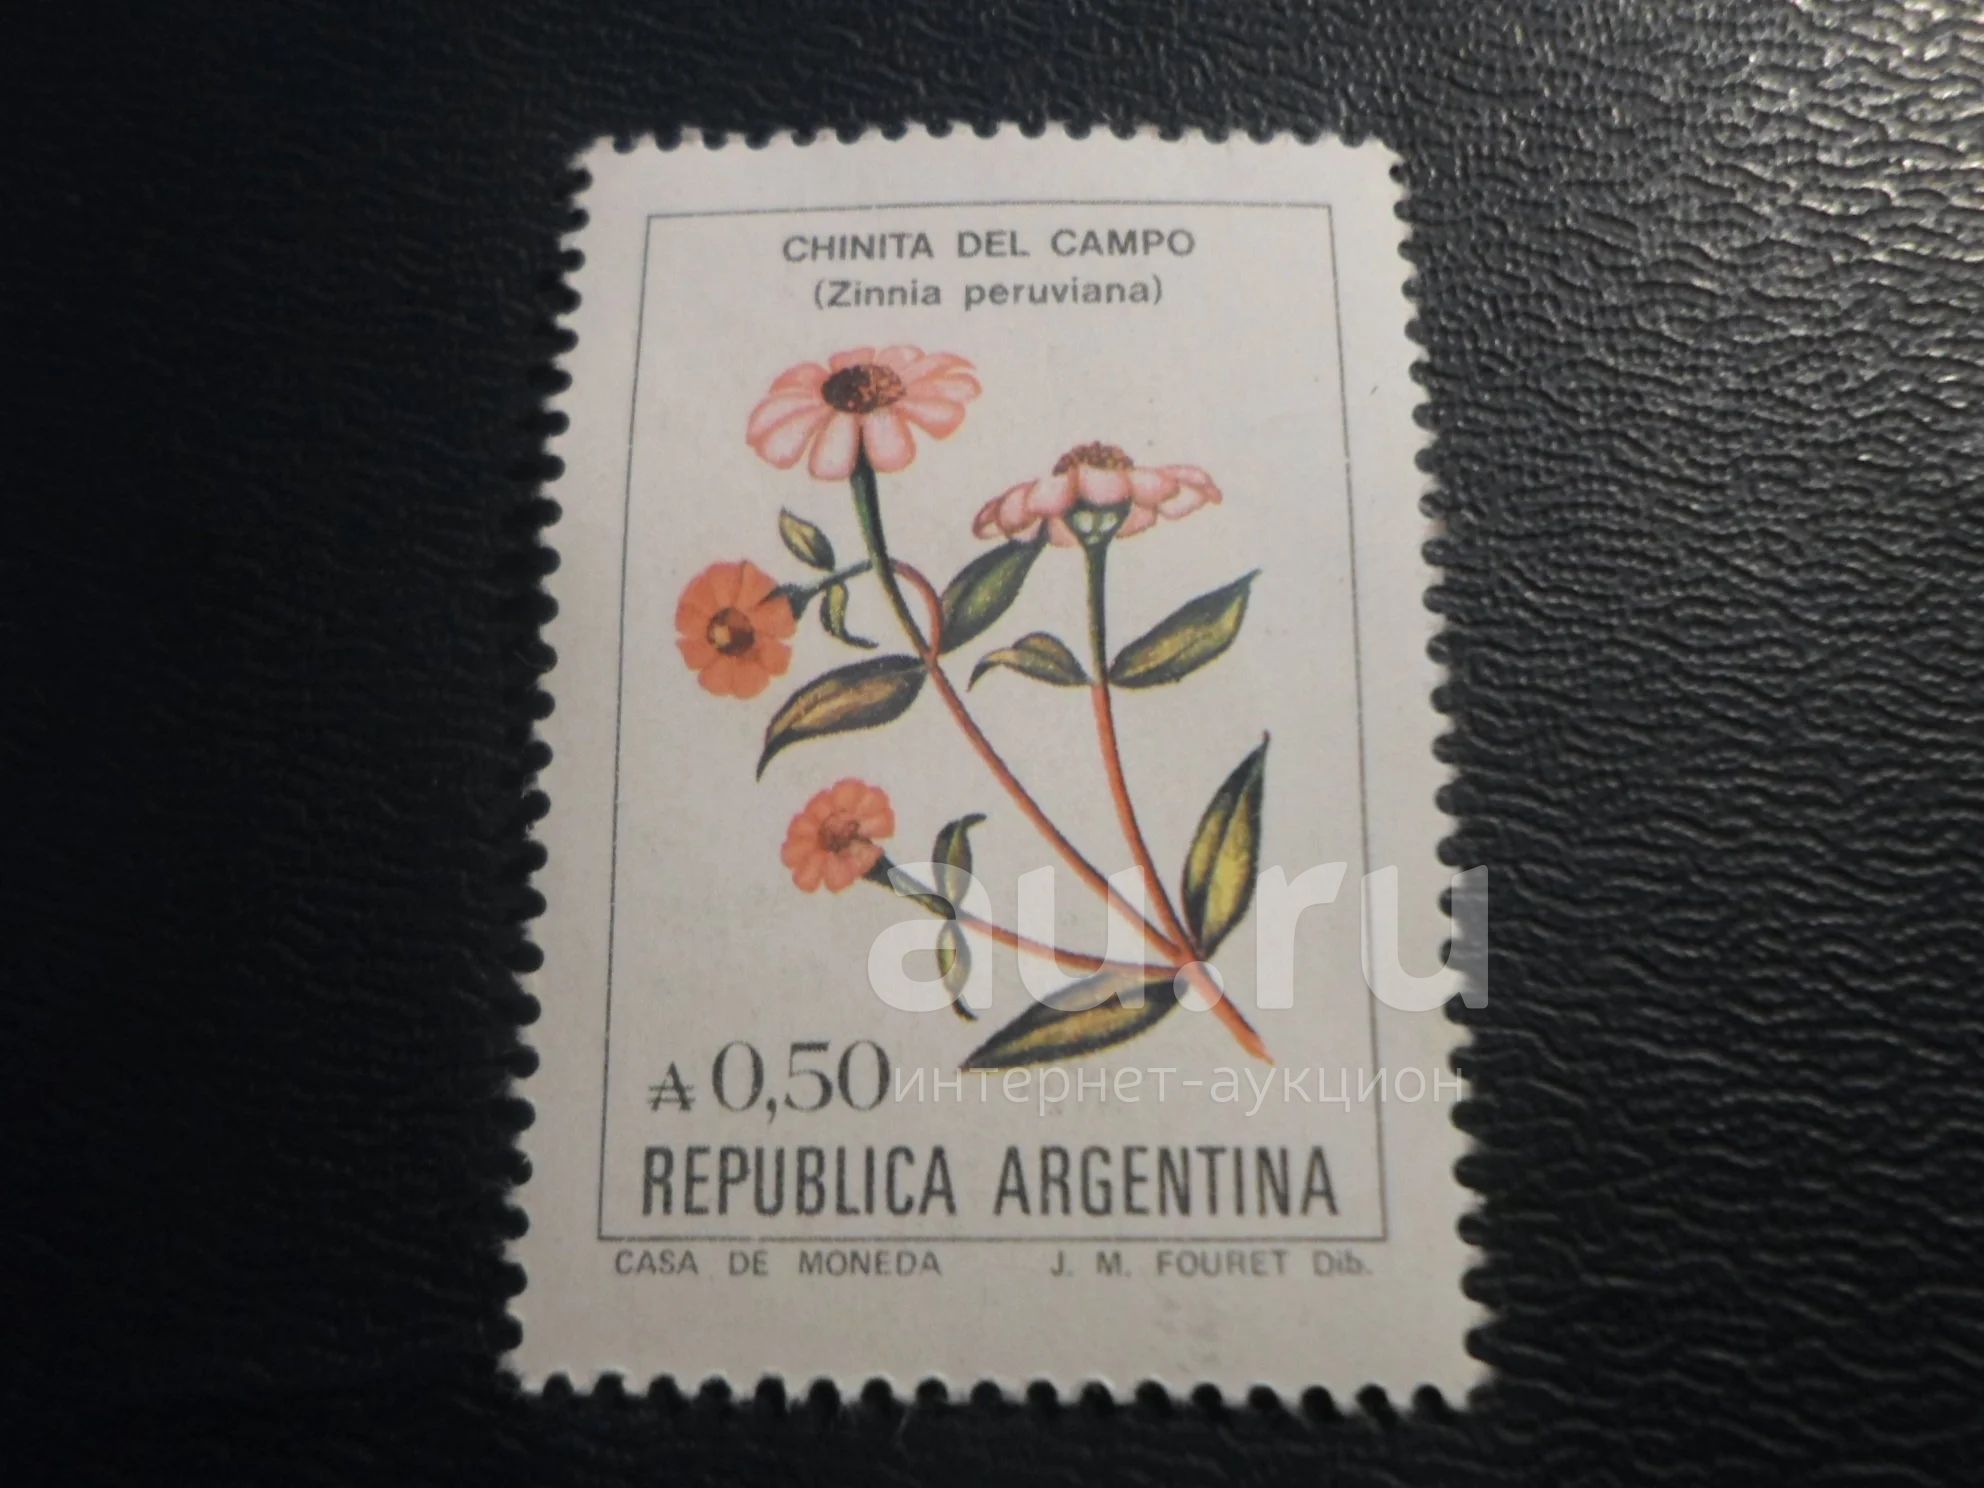 CHINITA DEL CAMPO
(Zinnia peruviana)
au.ru
₳ 0,50
интернет-аукцион
REPUBLICA ARGENTINA
CASA DE MONEDA J. M. FOURET Dib.